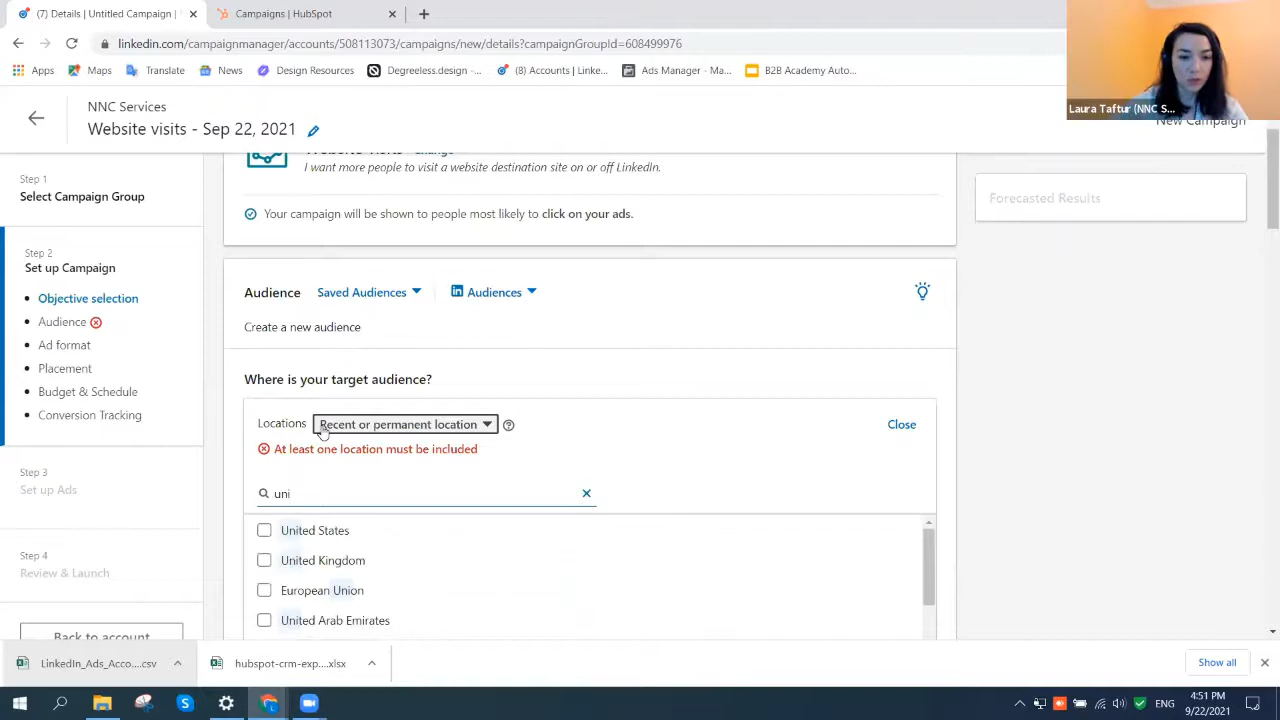 (7) Details | Untitled Campaign |
Campaigns | HubSpot
linkedin.com/campaignmanager/accounts/508113073/campaigns/new/details?campaignGroupId=608499976
Apps
Maps
Translate
News
Design Resources
Degreeless.design -...
(8) Accounts | Linke...
Ads Manager - Ma...
B2B Academy Auto...
Laura Taftur (NNC S...
NNC Services
Website visits - Sep 22, 2021
New Campaign
Step 1
Select Campaign Group
Step 2
Set up Campaign
Objective selection
Audience
Ad format
Placement
Budget & Schedule
Conversion Tracking
Step 3
Set up Ads
Step 4
Review & Launch
Back to account
Website visits Change
I want more people to visit a website destination site on or off LinkedIn.
Your campaign will be shown to people most likely to click on your ads.
Audience
Saved Audiences
in Audiences
Create a new audience
Where is your target audience?
Locations
Recent or permanent location
Close
At least one location must be included
uni
United States
United Kingdom
European Union
United Arab Emirates
Forecasted Results
LinkedIn_Ads_Acco....csv
hubspot-crm-exp....xlsx
Show all
ENG
4:51 PM
9/22/2021